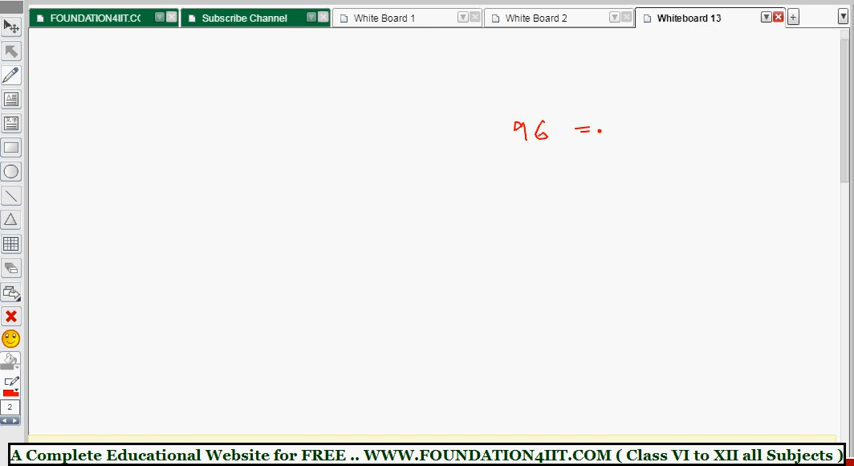 FOUNDATION4IIT.CO Subscribe Channel White Board 1 White Board 2 Whiteboard 13
96 =
2
A Complete Educational Website for FREE .. WWW.FOUNDATION4IIT.COM ( Class VI to XII all Subjects )